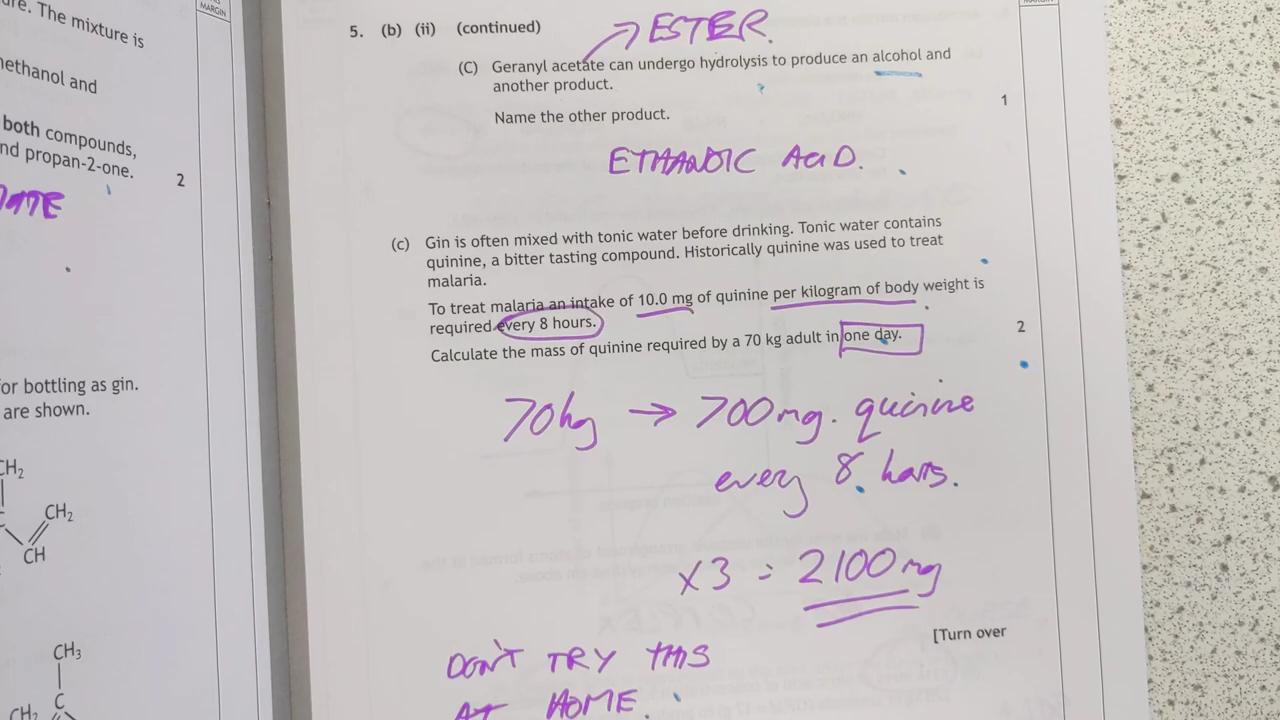 The mixture is
MARGIN
methanol and
both compounds,
nd propan-2-one.
2
or bottling as gin.
are shown.
CH2
CH2
CH
CH3
C
CH2
MARGIN
5. (b) (ii) (continued)
ESTER.
(C) Geranyl acetate can undergo hydrolysis to produce an alcohol and
another product.
?
Name the other product.
1
ETHANOIC ACID.
(c) Gin is often mixed with tonic water before drinking. Tonic water contains
quinine, a bitter tasting compound. Historically quinine was used to treat
malaria.
To treat malaria an intake of 10.0 mg of quinine per kilogram of body weight is
required every 8 hours.
Calculate the mass of quinine required by a 70 kg adult in one day.
2
70kg → 700mg. quinine
every 8 hours.
x3 = 2100mg
[Turn over
DON'T TRY THIS
AT HOME.